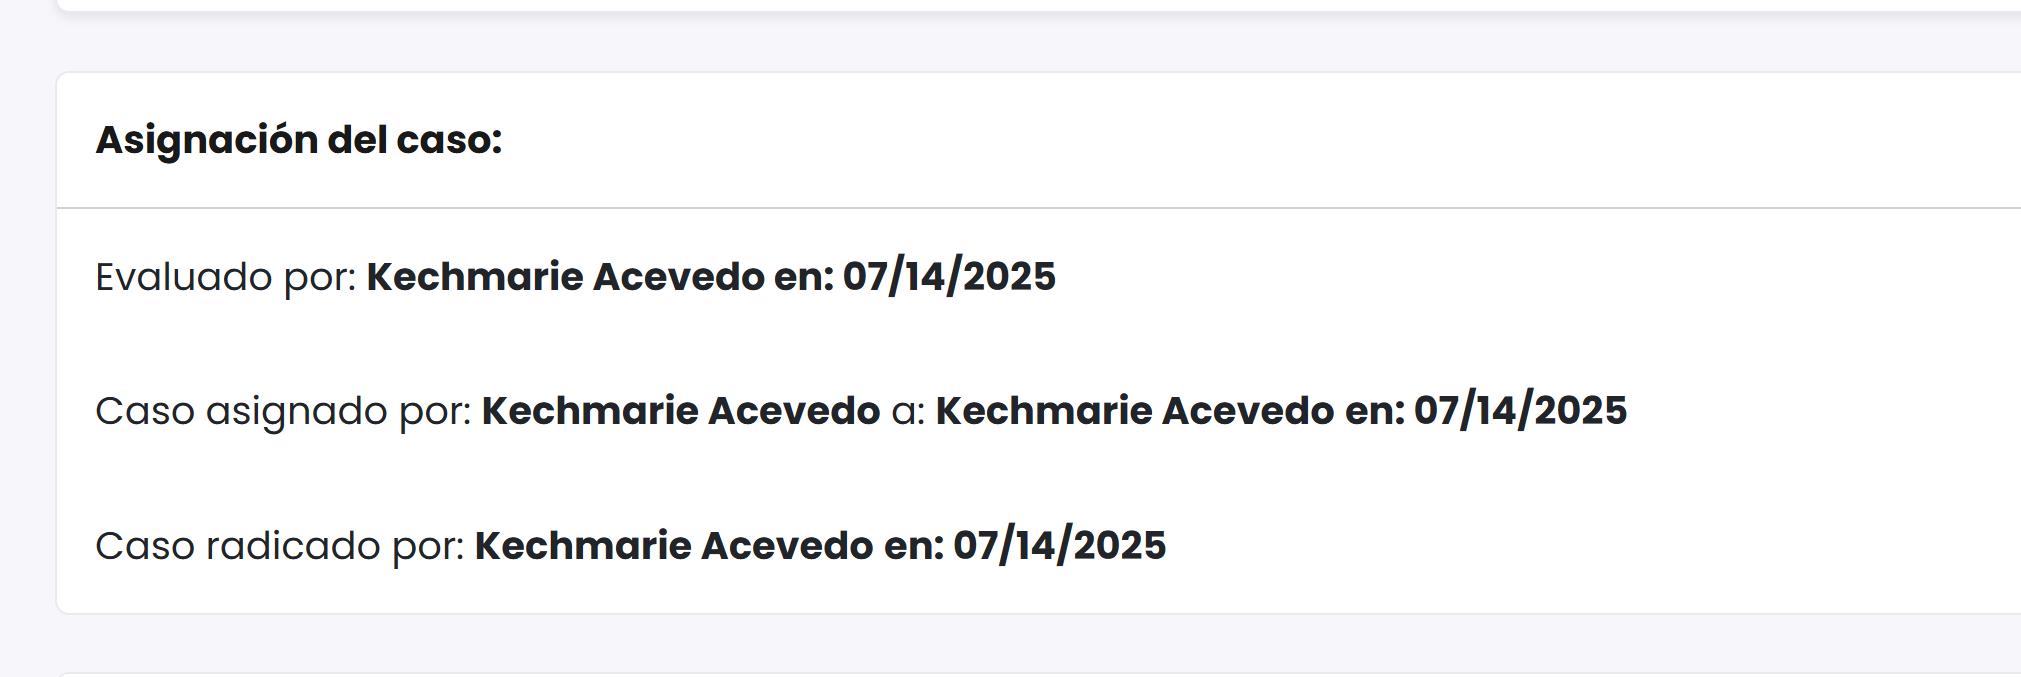 Asignación del caso:
Evaluado por: Kechmarie Acevedo en: 07/14/2025
Caso asignado por: Kechmarie Acevedo a: Kechmarie Acevedo en: 07/14/2025
Caso radicado por: Kechmarie Acevedo en: 07/14/2025